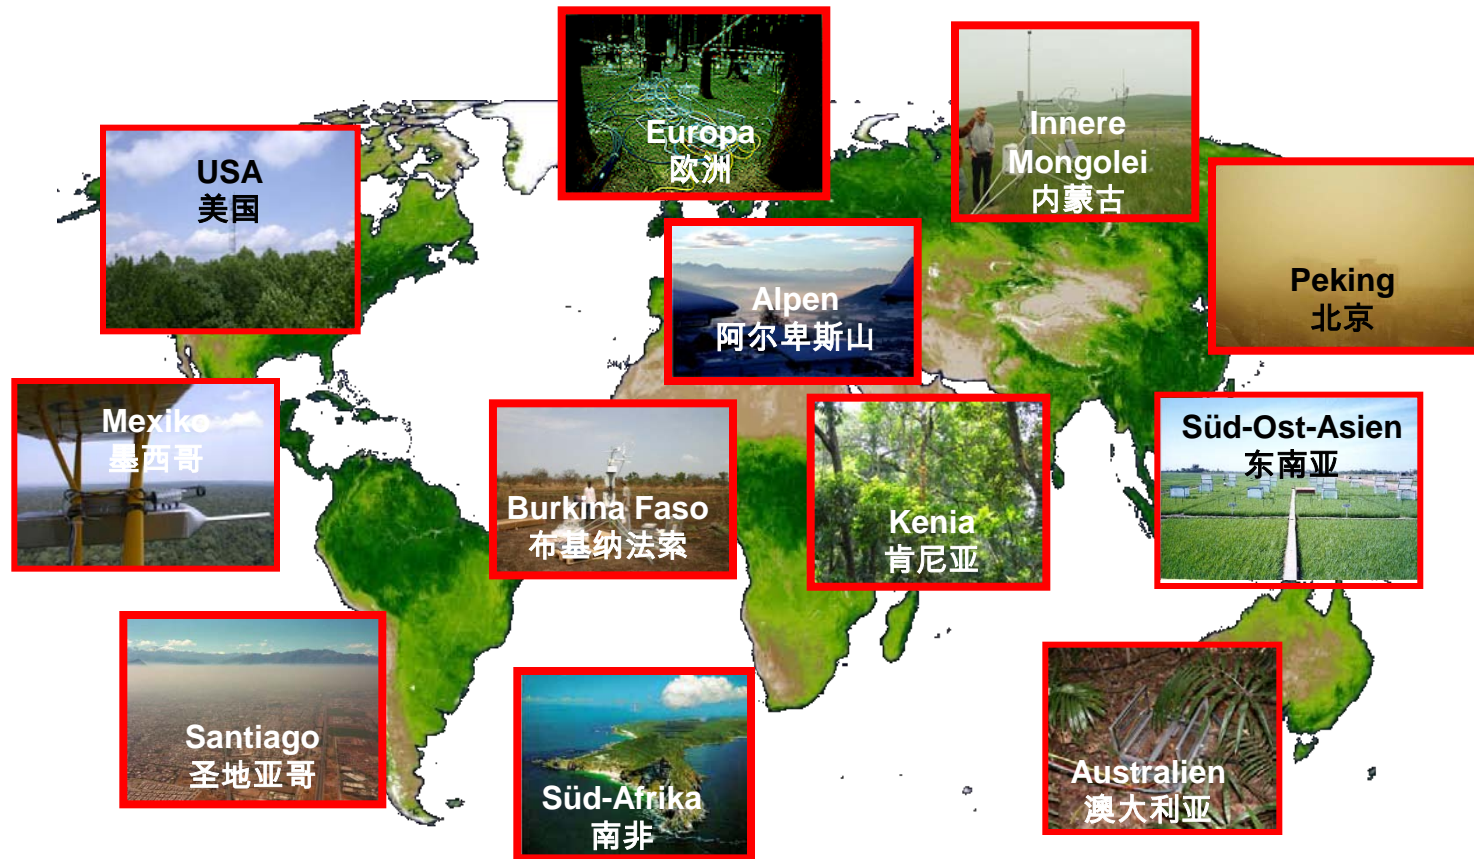 USA
美国
Europa
欧洲
Innere
Mongolei
内蒙古
Peking
北京
Alpen
阿尔卑斯山
Mexiko
墨西哥
Burkina Faso
布基纳法索
Kenia
肯尼亚
Süd-Ost-Asien
东南亚
Santiago
圣地亚哥
Süd-Afrika
南非
Australien
澳大利亚